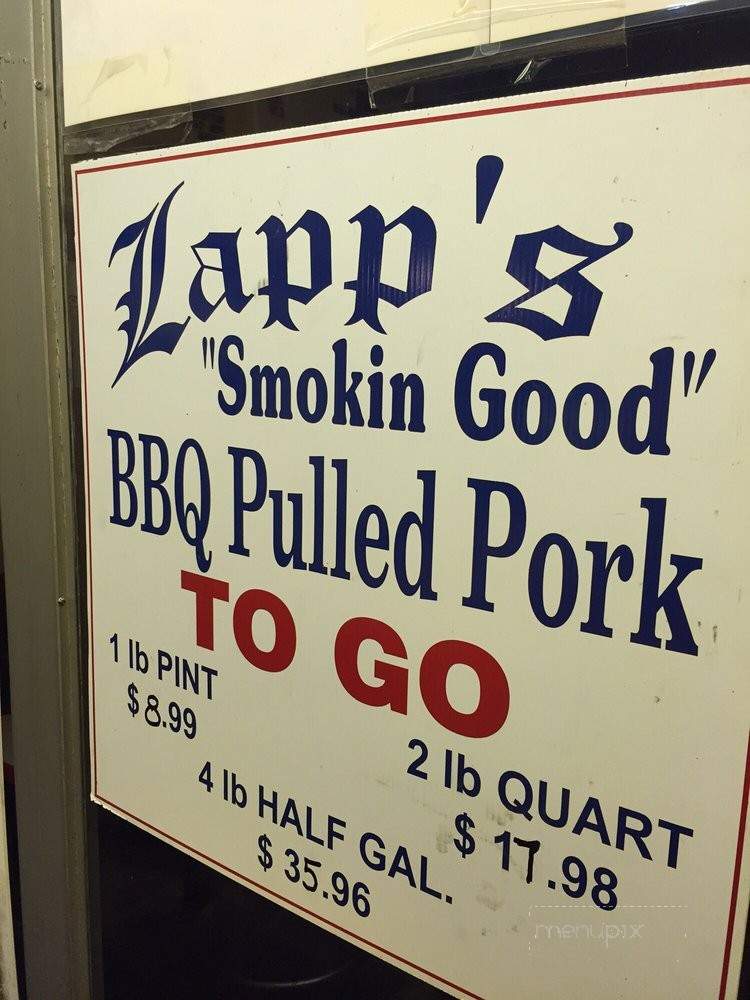 Lapp's
"Smokin Good"
BBQ Pulled Pork
TO GO
1 lb PINT
$8.99
2 lb QUART
$17.98
4 lb HALF GAL.
$35.96
menupix